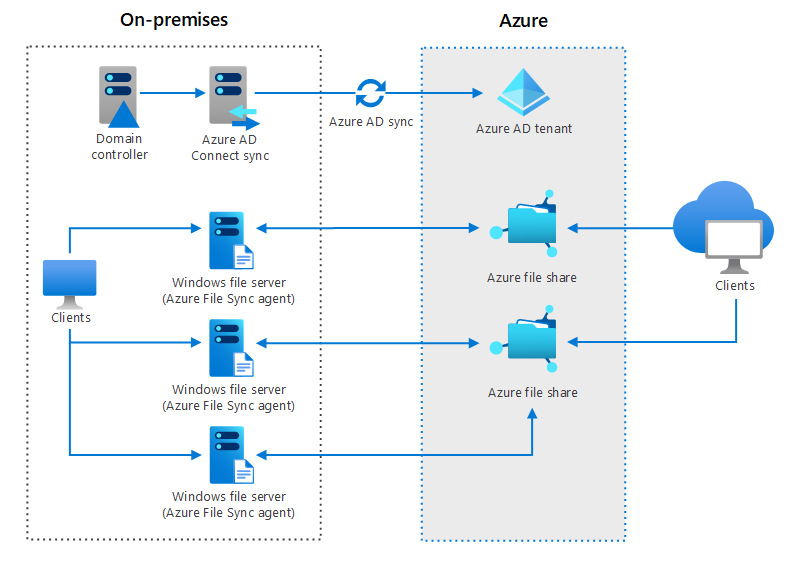 On-premises
Azure
Domain
controller
Azure AD
Connect sync
Azure AD sync
Azure AD tenant
Windows file server
(Azure File Sync agent)
Azure file share
Clients
Clients
Windows file server
(Azure File Sync agent)
Azure file share
Windows file server
(Azure File Sync agent)